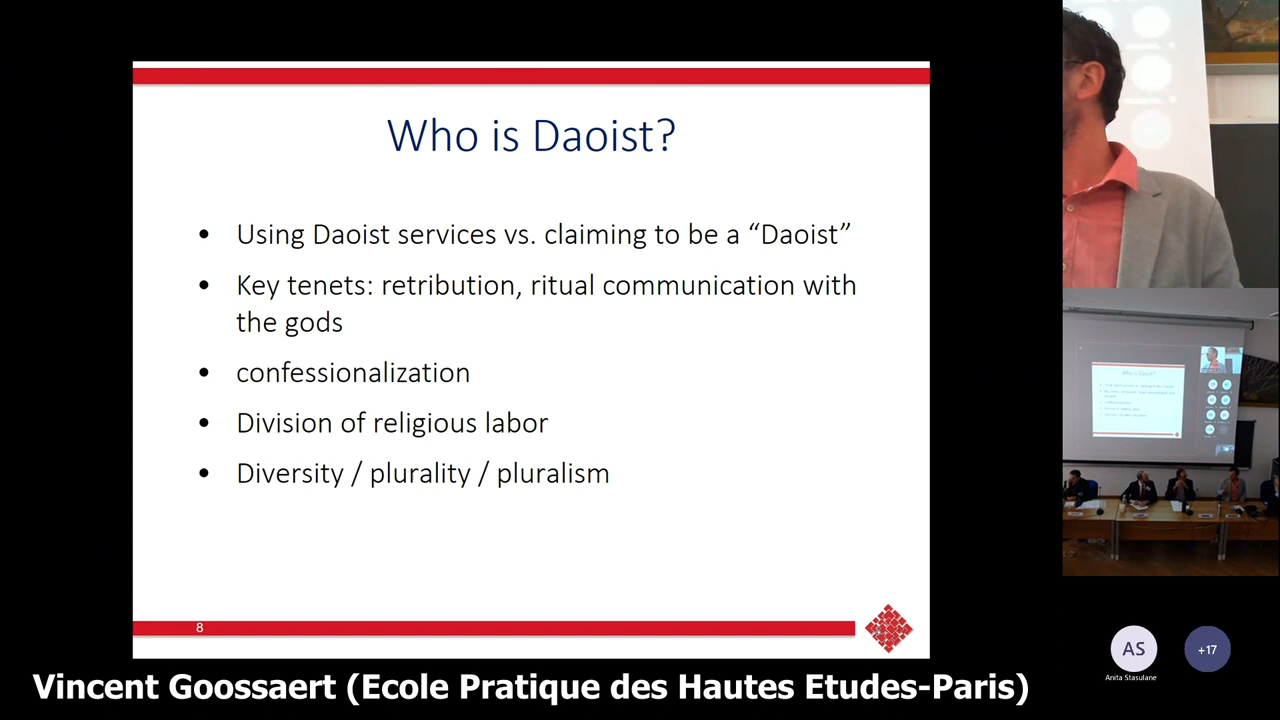 Who is Daoist?
• Using Daoist services vs. claiming to be a “Daoist”
• Key tenets: retribution, ritual communication with
the gods
• confessionalization
• Division of religious labor
• Diversity / plurality / pluralism
8
AS
+17
Anita Stasulane
Vincent Goossaert (Ecole Pratique des Hautes Etudes-Paris)